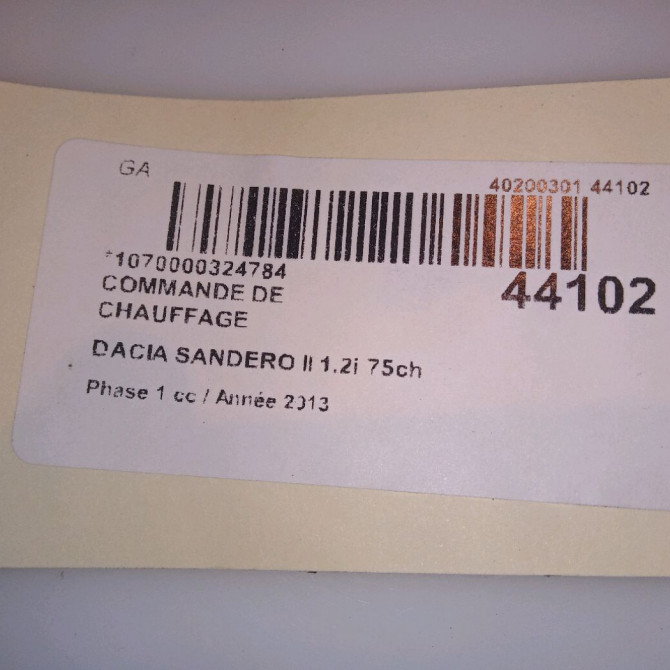 GA
40200301 44102
*1070000324784
44102
COMMANDE DE
CHAUFFAGE
DACIA SANDERO II 1.2i 75ch
Phase 1 cc / Année 2013